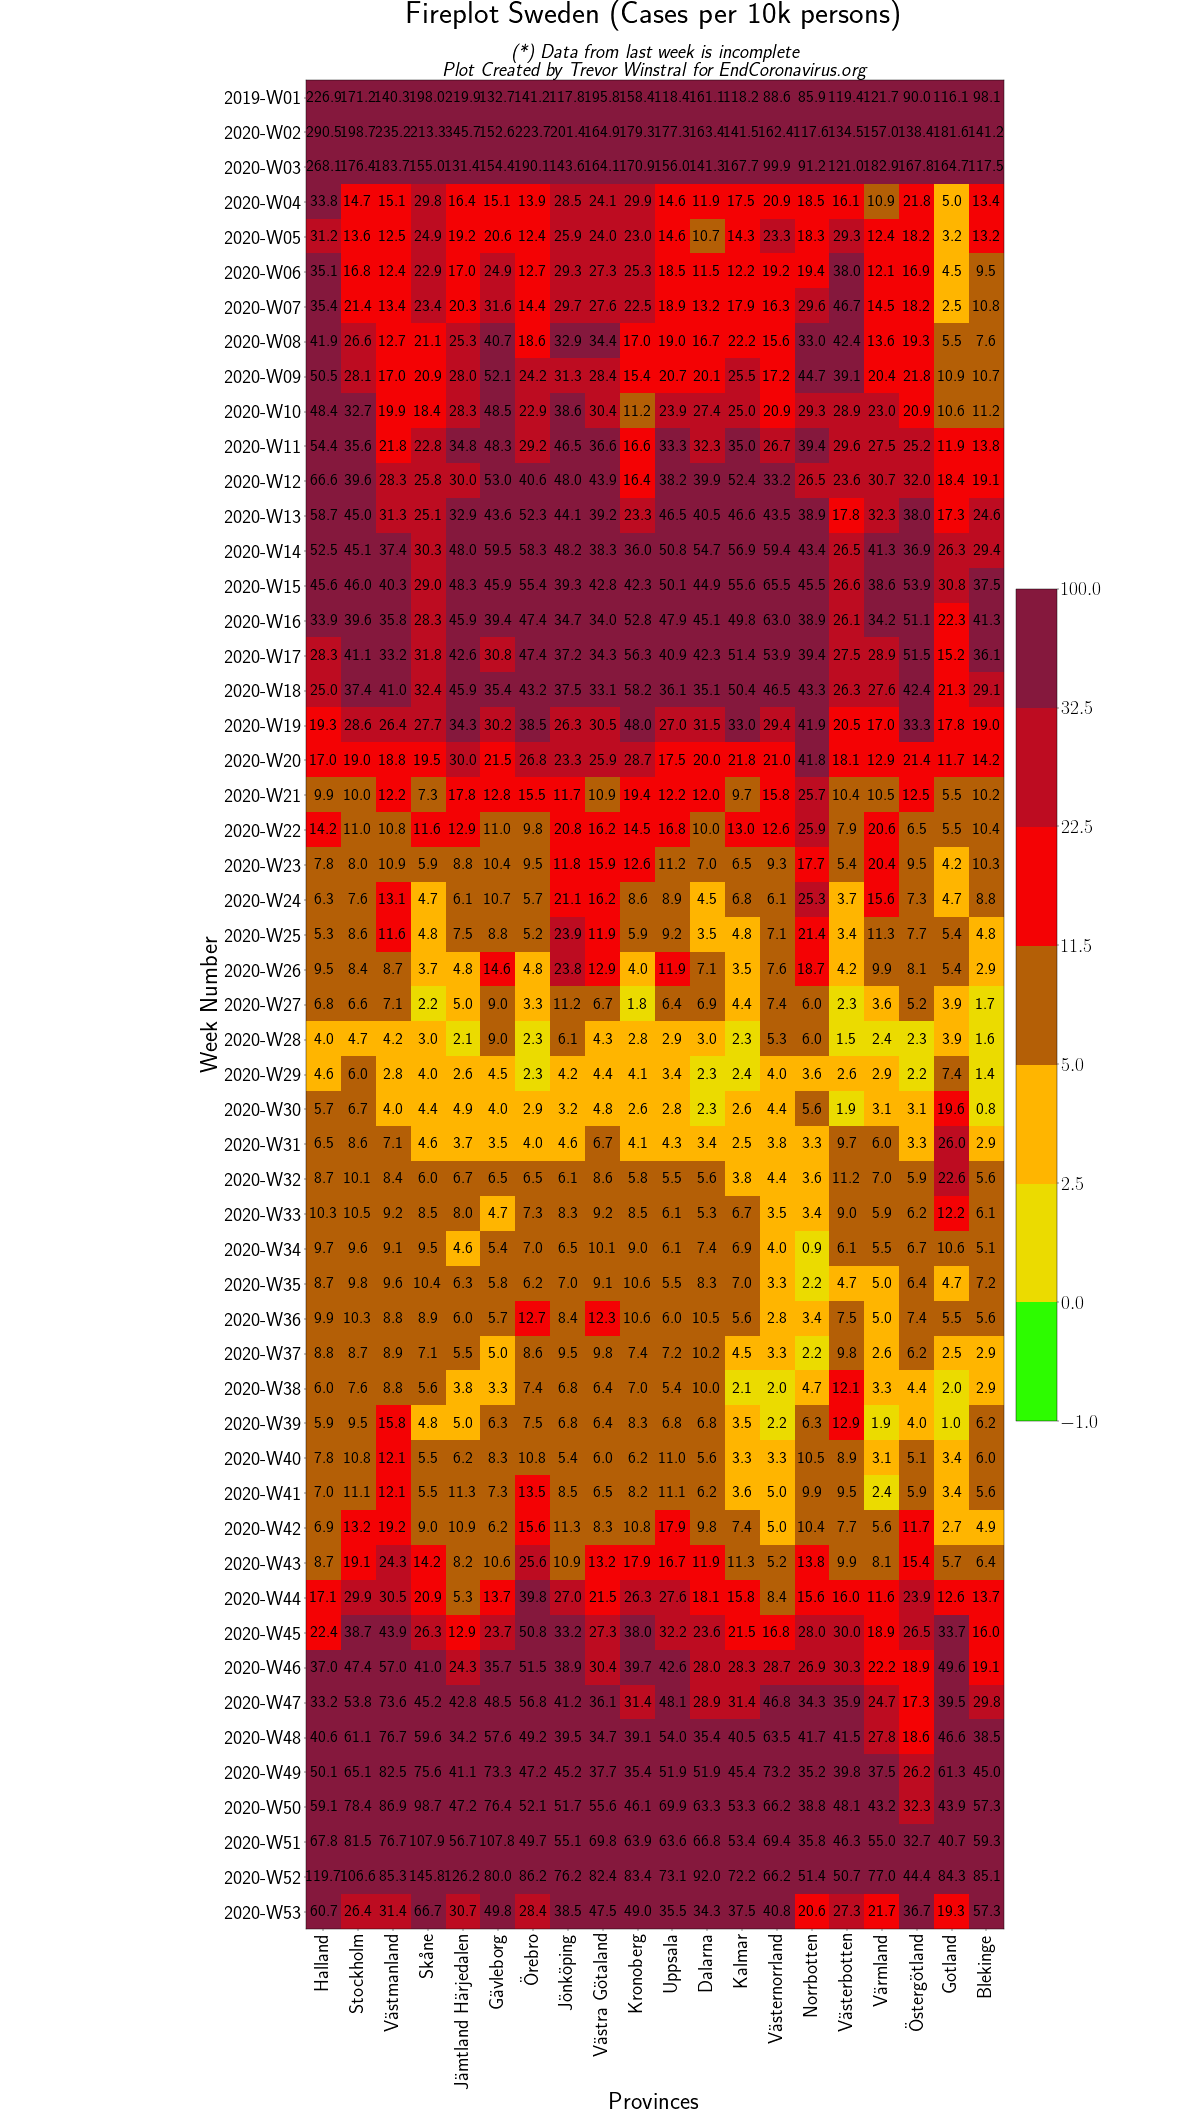 Fireplot Sweden (Cases per 10k persons)
(*) Data from last week is incomplete
Plot Created by Trevor Winstral for EndCoronavirus.org
2019-W01 226.9 171.2 140.3 198.0 219.9 132.7 141.2 117.8 195.8 158.4 118.4 161.1 118.2 88.6 85.9 119.4 121.7 90.0 116.1 98.1
2020-W02 290.5 198.7 235.2 213.3 345.7 152.6 223.7 201.4 164.9 179.3 177.3 163.4 141.5 162.4 117.6 134.5 157.0 138.4 181.6 141.2
2020-W03 268.1 176.4 183.7 155.0 131.4 154.4 190.1 143.6 164.1 170.9 156.0 141.3 167.7 99.9 91.2 121.0 182.9 167.8 164.7 117.5
2020-W04 33.8 14.7 15.1 29.8 16.4 15.1 13.9 28.5 24.1 29.9 14.6 11.9 17.5 20.9 18.5 16.1 10.9 21.8 5.0 13.4
2020-W05 31.2 13.6 12.5 24.9 19.2 20.6 12.4 25.9 24.0 23.0 14.6 10.7 14.3 23.3 18.3 29.3 12.4 18.2 3.2 13.2
2020-W06 35.1 16.8 12.4 22.9 17.0 24.9 12.7 29.3 27.3 25.3 18.5 11.5 12.2 19.2 19.4 38.0 12.1 16.9 4.5 9.5
2020-W07 35.4 21.4 13.4 23.4 20.3 31.6 14.4 29.7 27.6 22.5 18.9 13.2 17.9 16.3 29.6 46.7 14.5 18.2 2.5 10.8
2020-W08 41.9 26.6 12.7 21.1 25.3 40.7 18.6 32.9 34.4 17.0 19.0 16.7 22.2 15.6 33.0 42.4 13.6 19.3 5.5 7.6
2020-W09 50.5 28.1 17.0 20.9 28.0 52.1 24.2 31.3 28.4 15.4 20.7 20.1 25.5 17.2 44.7 39.1 20.4 21.8 10.9 10.7
2020-W10 48.4 32.7 19.9 18.4 28.3 48.5 22.9 38.6 30.4 11.2 23.9 27.4 25.0 20.9 29.3 28.9 23.0 20.9 10.6 11.2
2020-W11 54.4 35.6 21.8 22.8 34.8 48.3 29.2 46.5 36.6 16.6 33.3 32.3 35.0 26.7 39.4 29.6 27.5 25.2 11.9 13.8
2020-W12 66.6 39.6 28.3 25.8 30.0 53.0 40.6 48.0 43.9 16.4 38.2 39.9 52.4 33.2 26.5 23.6 30.7 32.0 18.4 19.1
2020-W13 58.7 45.0 31.3 25.1 32.9 43.6 52.3 44.1 39.2 23.3 46.5 40.5 46.6 43.5 38.9 17.8 32.3 38.0 17.3 24.6
2020-W14 52.5 45.1 37.4 30.3 48.0 59.5 58.3 48.2 38.3 36.0 50.8 54.7 56.9 59.4 43.4 26.5 41.3 36.9 26.3 29.4
2020-W15 45.6 46.0 40.3 29.0 48.3 45.9 55.4 39.3 42.8 42.3 50.1 44.9 55.6 65.5 45.5 26.6 38.6 53.9 30.8 37.5
2020-W16 33.9 39.6 35.8 28.3 45.9 39.4 47.4 34.7 34.0 52.8 47.9 45.1 49.8 63.0 38.9 26.1 34.2 51.1 22.3 41.3
2020-W17 28.3 41.1 33.2 31.8 42.6 30.8 47.4 37.2 34.3 56.3 40.9 42.3 51.4 53.9 39.4 27.5 28.9 51.5 15.2 36.1
2020-W18 25.0 37.4 41.0 32.4 45.9 35.4 43.2 37.5 33.1 58.2 36.1 35.1 50.4 46.5 43.3 26.3 27.6 42.4 21.3 29.1
2020-W19 19.3 28.6 26.4 27.7 34.3 30.2 38.5 26.3 30.5 48.0 27.0 31.5 33.0 29.4 41.9 20.5 17.0 33.3 17.8 19.0
2020-W20 17.0 19.0 18.8 19.5 30.0 21.5 26.8 23.3 25.9 28.7 17.5 20.0 21.8 21.0 41.8 18.1 12.9 21.4 11.7 14.2
2020-W21 9.9 10.0 12.2 7.3 17.8 12.8 15.5 11.7 10.9 19.4 12.2 12.0 9.7 15.8 25.7 10.4 10.5 12.5 5.5 10.2
2020-W22 14.2 11.0 10.8 11.6 12.9 11.0 9.8 20.8 16.2 14.5 16.8 10.0 13.0 12.6 25.9 7.9 20.6 6.5 5.5 10.4
2020-W23 7.8 8.0 10.9 5.9 8.8 10.4 9.5 11.8 15.9 12.6 11.2 7.0 6.5 9.3 17.7 5.4 20.4 9.5 4.2 10.3
2020-W24 6.3 7.6 13.1 4.7 6.1 10.7 5.7 21.1 16.2 8.6 8.9 4.5 6.8 6.1 25.3 3.7 15.6 7.3 4.7 8.8
2020-W25 5.3 8.6 11.6 4.8 7.5 8.8 5.2 23.9 11.9 5.9 9.2 3.5 4.8 7.1 21.4 3.4 11.3 7.7 5.4 4.8
2020-W26 9.5 8.4 8.7 3.7 4.8 14.6 4.8 23.8 12.9 4.0 11.9 7.1 3.5 7.6 18.7 4.2 9.9 8.1 5.4 2.9
2020-W27 6.8 6.6 7.1 2.2 5.0 9.0 3.3 11.2 6.7 1.8 6.4 6.9 4.4 7.4 6.0 2.3 3.6 5.2 3.9 1.7
2020-W28 4.0 4.7 4.2 3.0 2.1 9.0 2.3 6.1 4.3 2.8 2.9 3.0 2.3 5.3 6.0 1.5 2.4 2.3 3.9 1.6
2020-W29 4.6 6.0 2.8 4.0 2.6 4.5 2.3 4.2 4.4 4.1 3.4 2.3 2.4 4.0 3.6 2.6 2.9 2.2 7.4 1.4
2020-W30 5.7 6.7 4.0 4.4 4.9 4.0 2.9 3.2 4.8 2.6 2.8 2.3 2.6 4.4 5.6 1.9 3.1 3.1 19.6 0.8
2020-W31 6.5 8.6 7.1 4.6 3.7 3.5 4.0 4.6 6.7 4.1 4.3 3.4 2.5 3.8 3.3 9.7 6.0 3.3 26.0 2.9
2020-W32 8.7 10.1 8.4 6.0 6.7 6.5 6.5 6.1 8.6 5.8 5.5 5.6 3.8 4.4 3.6 11.2 7.0 5.9 22.6 5.6
2020-W33 10.3 10.5 9.2 8.5 8.0 4.7 7.3 8.3 9.2 8.5 6.1 5.3 6.7 3.5 3.4 9.0 5.9 6.2 12.2 6.1
2020-W34 9.7 9.6 9.1 9.5 4.6 5.4 7.0 6.5 10.1 9.0 6.1 7.4 6.9 4.0 0.9 6.1 5.5 6.7 10.6 5.1
2020-W35 8.7 9.8 9.6 10.4 6.3 5.8 6.2 7.0 9.1 10.6 5.5 8.3 7.0 3.3 2.2 4.7 5.0 6.4 4.7 7.2
2020-W36 9.9 10.3 8.8 8.9 6.0 5.7 12.7 8.4 12.3 10.6 6.0 10.5 5.6 2.8 3.4 7.5 5.0 7.4 5.5 5.6
2020-W37 8.8 8.7 8.9 7.1 5.5 5.0 8.6 9.5 9.8 7.4 7.2 10.2 4.5 3.3 2.2 9.8 2.6 6.2 2.5 2.9
2020-W38 6.0 7.6 8.8 5.6 3.8 3.3 7.4 6.8 6.4 7.0 5.4 10.0 2.1 2.0 4.7 12.1 3.3 4.4 2.0 2.9
2020-W39 5.9 9.5 15.8 4.8 5.0 6.3 7.5 6.8 6.4 8.3 6.8 6.8 3.5 2.2 6.3 12.9 1.9 4.0 1.0 6.2
2020-W40 7.8 10.8 12.1 5.5 6.2 8.3 10.8 5.4 6.0 6.2 11.0 5.6 3.3 3.3 10.5 8.9 3.1 5.1 3.4 6.0
2020-W41 7.0 11.1 12.1 5.5 11.3 7.3 13.5 8.5 6.5 8.2 11.1 6.2 3.6 5.0 9.9 9.5 2.4 5.9 3.4 5.6
2020-W42 6.9 13.2 19.2 9.0 10.9 6.2 15.6 11.3 8.3 10.8 17.9 9.8 7.4 5.0 10.4 7.7 5.6 11.7 2.7 4.9
2020-W43 8.7 19.1 24.3 14.2 8.2 10.6 25.6 10.9 13.2 17.9 16.7 11.9 11.3 5.2 13.8 9.9 8.1 15.4 5.7 6.4
2020-W44 17.1 29.9 30.5 20.9 5.3 13.7 39.8 27.0 21.5 26.3 27.6 18.1 15.8 8.4 15.6 16.0 11.6 23.9 12.6 13.7
2020-W45 22.4 38.7 43.9 26.3 12.9 23.7 50.8 33.2 27.3 38.0 32.2 23.6 21.5 16.8 28.0 30.0 18.9 26.5 33.7 16.0
2020-W46 37.0 47.4 57.0 41.0 24.3 35.7 51.5 38.9 30.4 39.7 42.6 28.0 28.3 28.7 26.9 30.3 22.2 18.9 49.6 19.1
2020-W47 33.2 53.8 73.6 45.2 42.8 48.5 56.8 41.2 36.1 31.4 48.1 28.9 31.4 46.8 34.3 35.9 24.7 17.3 39.5 29.8
2020-W48 40.6 61.1 76.7 59.6 34.2 57.6 49.2 39.5 34.7 39.1 54.0 35.4 40.5 63.5 41.7 41.5 27.8 18.6 46.6 38.5
2020-W49 50.1 65.1 82.5 75.6 41.1 73.3 47.2 45.2 37.7 35.4 51.9 51.9 45.4 73.2 35.2 39.8 37.5 26.2 61.3 45.0
2020-W50 59.1 78.4 86.9 98.7 47.2 76.4 52.1 51.7 55.6 46.1 69.9 63.3 53.3 66.2 38.8 48.1 43.2 32.3 43.9 57.3
2020-W51 67.8 81.5 76.7 107.9 56.7 107.8 49.7 55.1 69.8 63.9 63.6 66.8 53.4 69.4 35.8 46.3 55.0 32.7 40.7 59.3
2020-W52 119.7 106.6 85.3 145.8 126.2 80.0 86.2 76.2 82.4 83.4 73.1 92.0 72.2 66.2 51.4 50.7 77.0 44.4 84.3 85.1
2020-W53 60.7 26.4 31.4 66.7 30.7 49.8 28.4 38.5 47.5 49.0 35.5 34.3 37.5 40.8 20.6 27.3 21.7 36.7 19.3 57.3
Week Number
Halland
Stockholm
Västmanland
Skåne
Jämtland Härjedalen
Gävleborg
Örebro
Jönköping
Västra Götaland
Kronoberg
Uppsala
Dalarna
Kalmar
Västernorrland
Norrbotten
Västerbotten
Värmland
Östergötland
Gotland
Blekinge
Provinces
100.0
32.5
22.5
11.5
5.0
2.5
0.0
−1.0